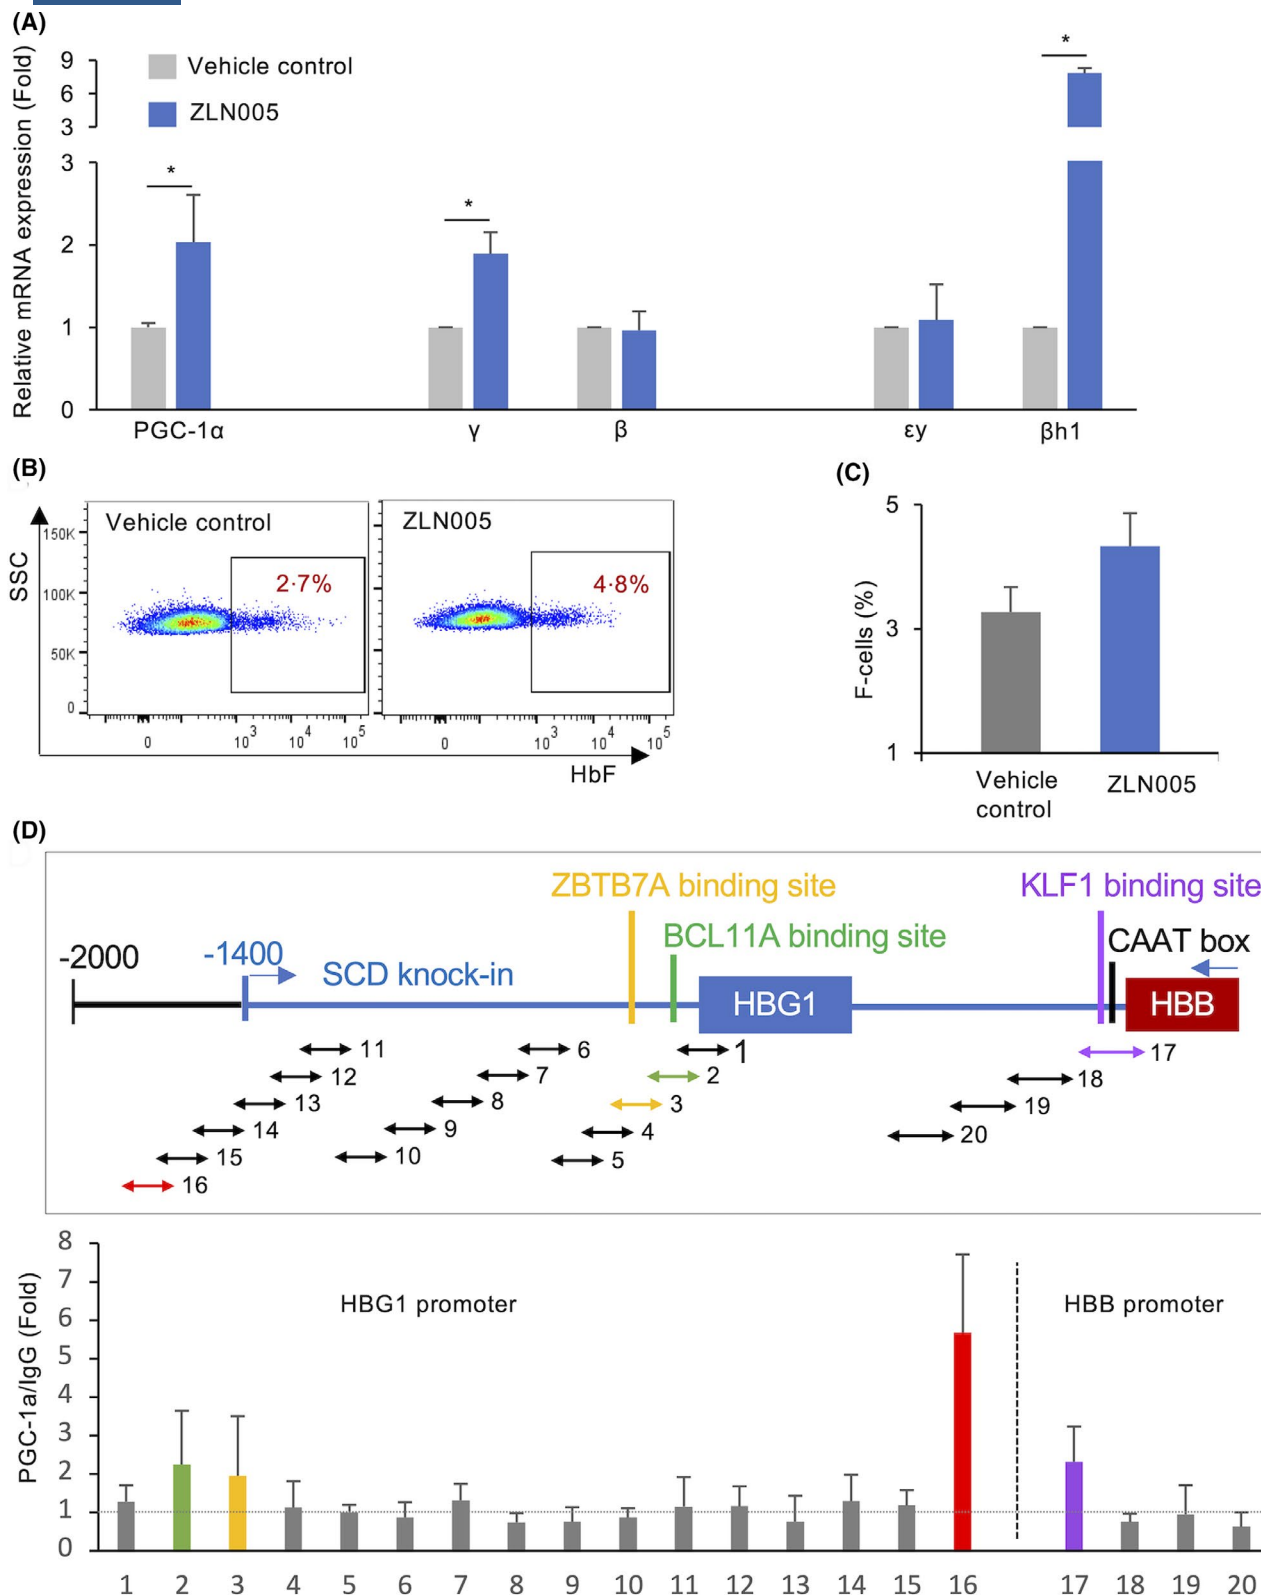 (A)
Relative mRNA expression (Fold)
9
6
3
3
2
1
0
Vehicle control
ZLN005
*
*
*
PGC-1α
γ
β
εy
βh1
(B)
SSC
150K
100K
50K
0
Vehicle control
2·7%
ZLN005
4·8%
0 10³ 10⁴ 10⁵
0 10³ 10⁴ 10⁵
HbF
(C)
F-cells (%)
5
3
1
Vehicle
control
ZLN005
(D)
ZBTB7A binding site
KLF1 binding site
BCL11A binding site
CAAT box
-2000
-1400
SCD knock-in
HBG1
HBB
11
6
1
17
12
7
2
18
13
8
3
19
14
9
4
20
15
10
5
16
PGC-1a/IgG (Fold)
8
7
6
5
4
3
2
1
0
HBG1 promoter
HBB promoter
1 2 3 4 5 6 7 8 9 10 11 12 13 14 15 16 17 18 19 20